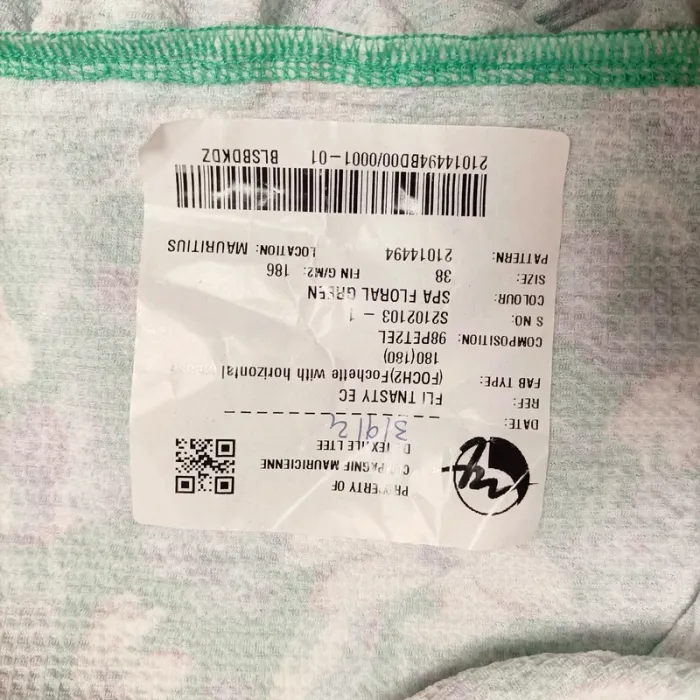 PROPERTY OF
COMPAGNIE MAURICIENNE
DE TEXTILE LTEE
DATE: 3/9/2
REF: FLI TNASTY EC
FAB TYPE: (FOCH2)Fochette with horizontal
180(180)
COMPOSITION: 98PET2EL
S NO: S2102103 - 1
COLOUR: SPA FLORAL GREEN
SIZE: 38 FIN G/M2: 186
PATTERN: 21014494 LOCATION: MAURITIUS
21014494BD00/0001-01 BLSBDKDZ